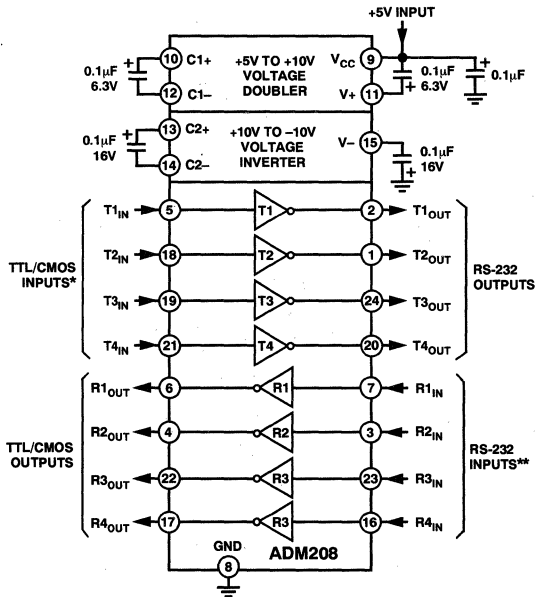 +5V INPUT
10 C1+ +5V TO +10V VOLTAGE DOUBLER VCC 9
0.1µF 6.3V
+
12 C1– V+ 11
+ 0.1µF 6.3V
+ 0.1µF
13 C2+ +10V TO –10V VOLTAGE INVERTER V– 15
0.1µF 16V
+
14 C2–
0.1µF 16V
+
TTL/CMOS INPUTS*
T1IN 5 T1 2 T1OUT
T2IN 18 T2 1 T2OUT
T3IN 19 T3 24 T3OUT
T4IN 21 T4 20 T4OUT
RS-232 OUTPUTS
TTL/CMOS OUTPUTS
R1OUT 6 R1 7 R1IN
R2OUT 4 R2 3 R2IN
R3OUT 22 R3 23 R3IN
R4OUT 17 R3 16 R4IN
RS-232 INPUTS**
GND
8
ADM208